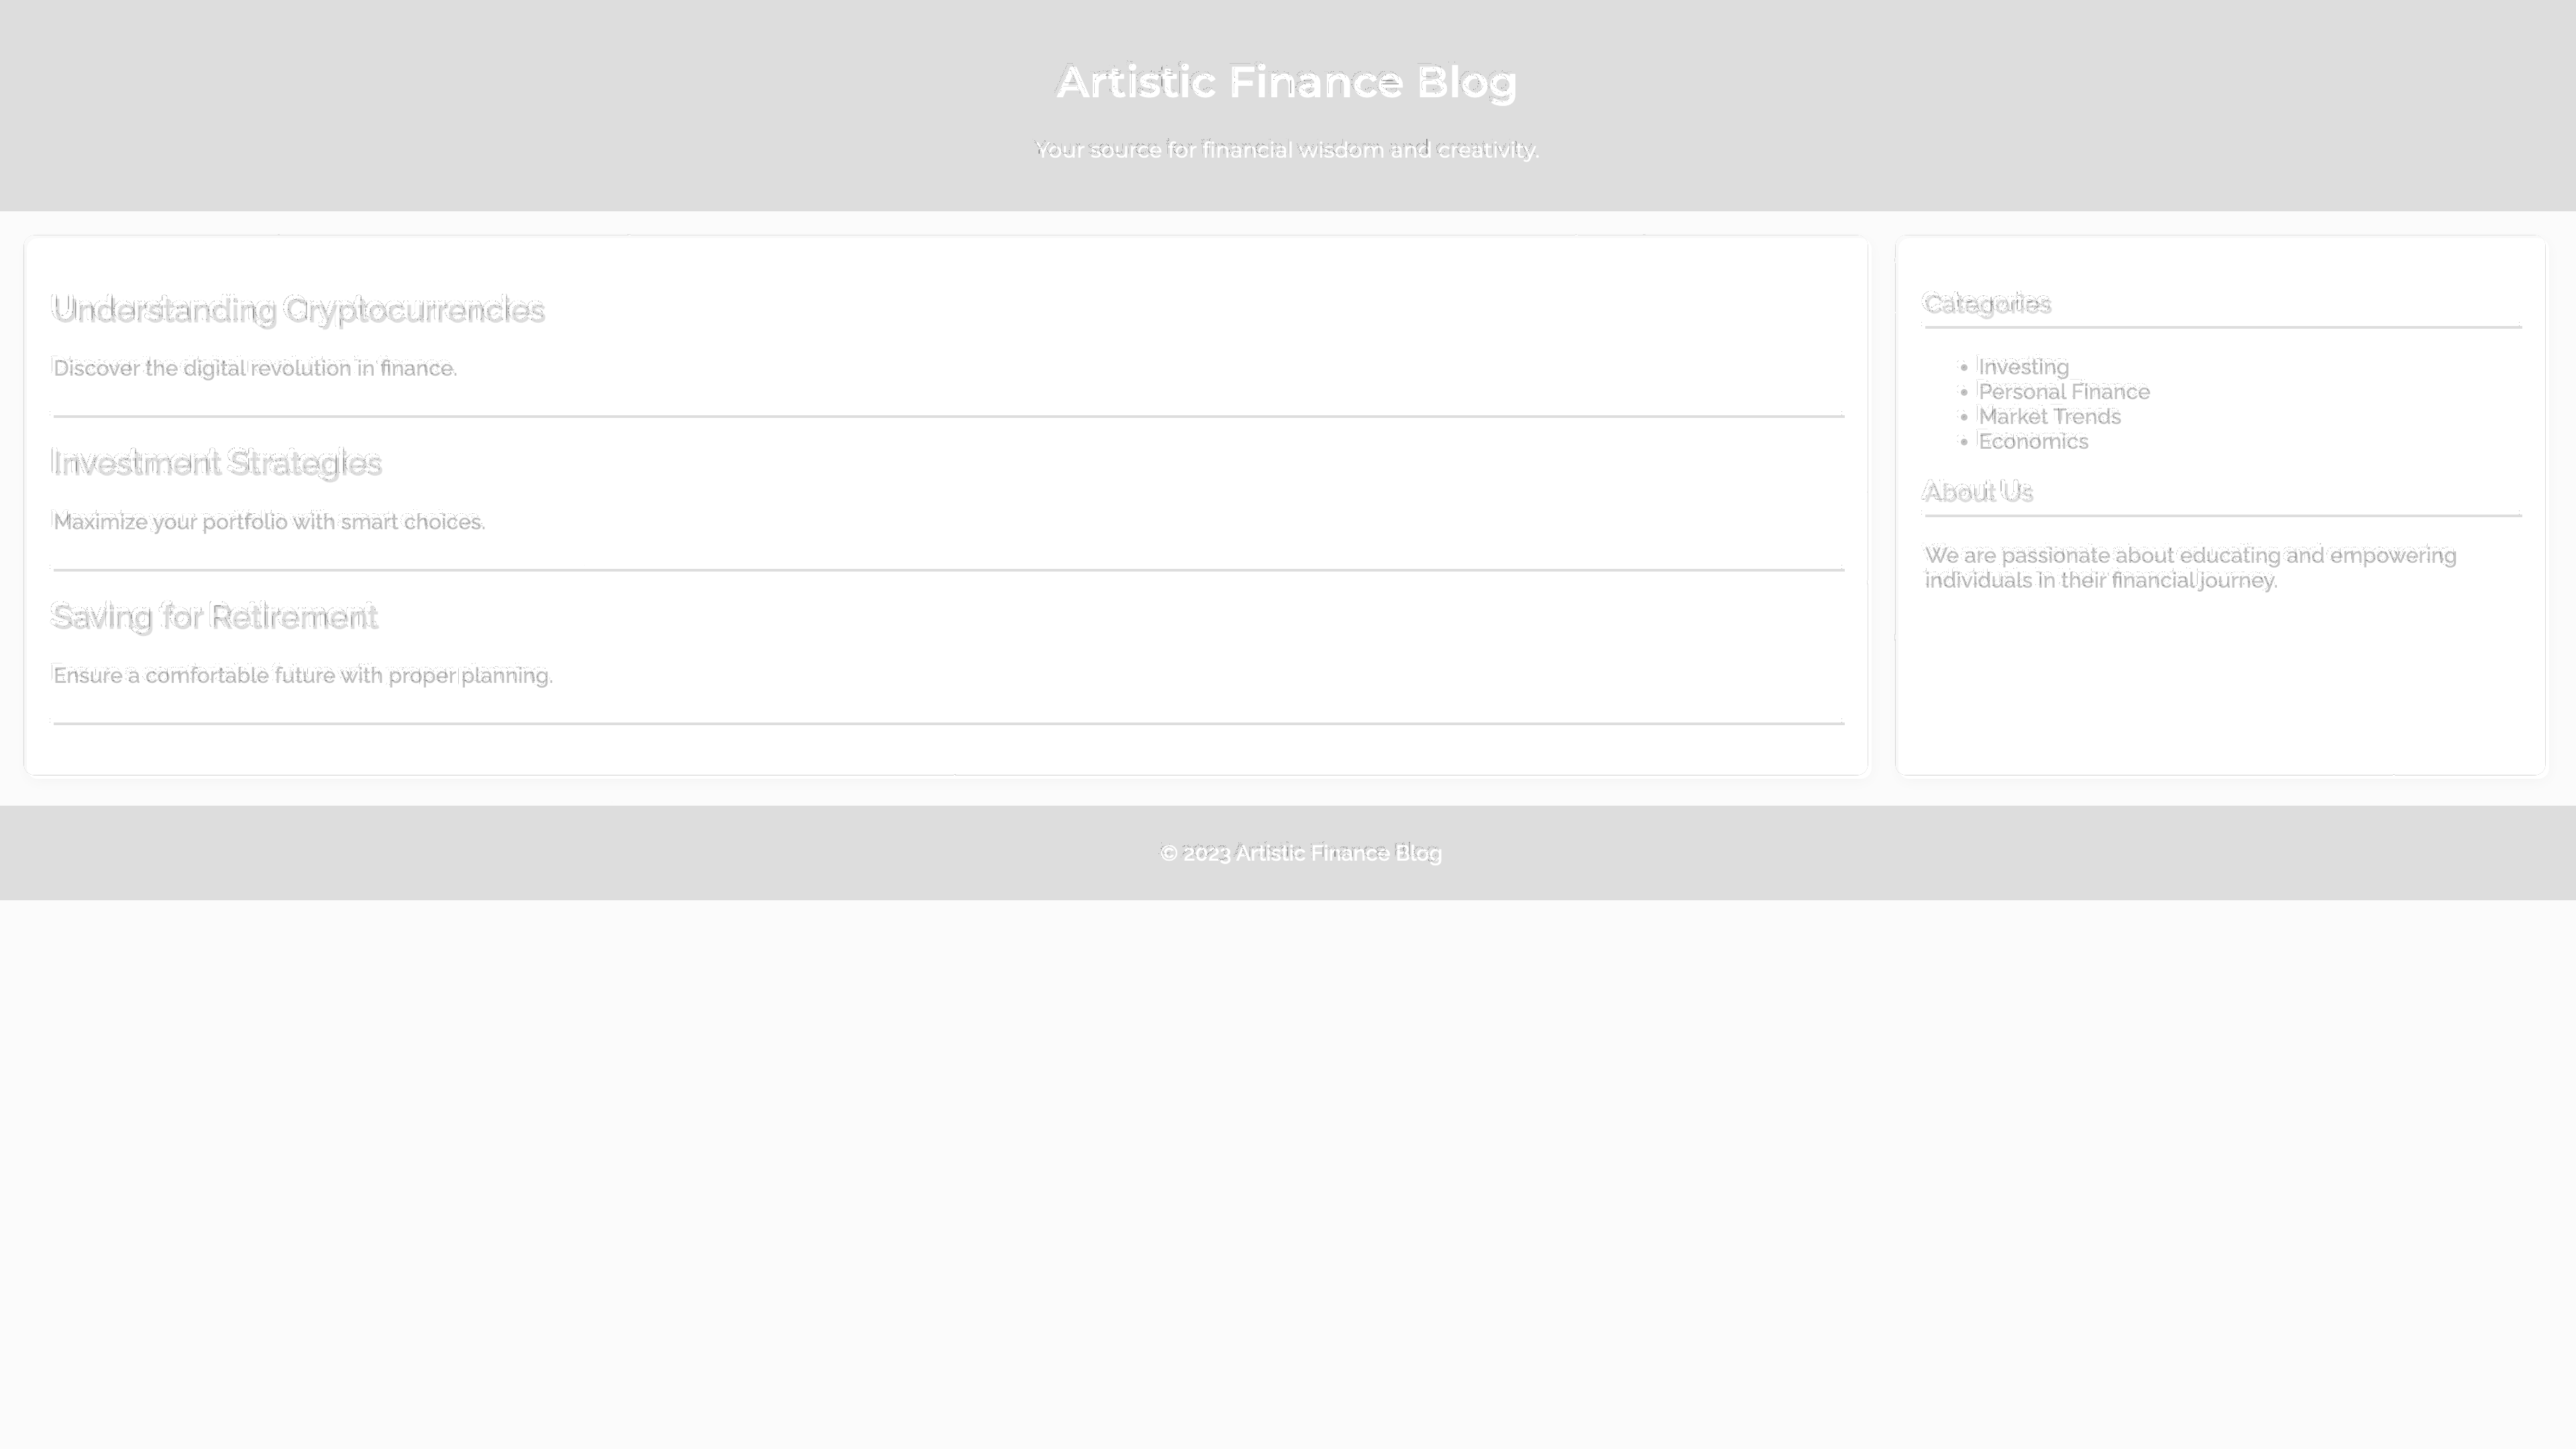 Artistic Finance Blog
Your source for financial wisdom and creativity.
Understanding Cryptocurrencies
Discover the digital revolution in finance.
Investment Strategies
Maximize your portfolio with smart choices.
Saving for Retirement
Ensure a comfortable future with proper planning.
Categories
Investing
Personal Finance
Market Trends
Economics
About Us
We are passionate about educating and empowering
individuals in their financial journey.
© 2023 Artistic Finance Blog